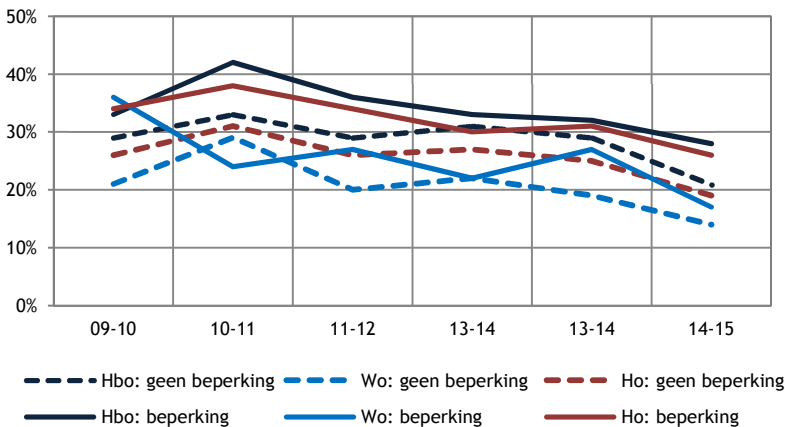 50%
40%
30%
20%
10%
0%
09-10 10-11 11-12 13-14 13-14 14-15
Hbo: geen beperking Wo: geen beperking Ho: geen beperking
Hbo: beperking Wo: beperking Ho: beperking